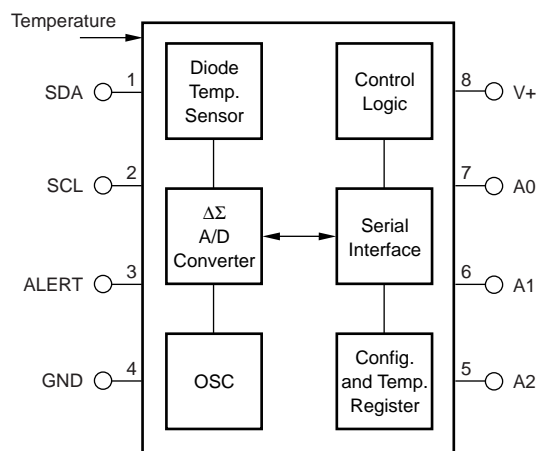 Temperature
SDA
1
SCL
2
ALERT
3
GND
4
Diode
Temp.
Sensor
ΔΣ
A/D
Converter
OSC
Control
Logic
Serial
Interface
Config.
and Temp.
Register
8
V+
7
A0
6
A1
5
A2